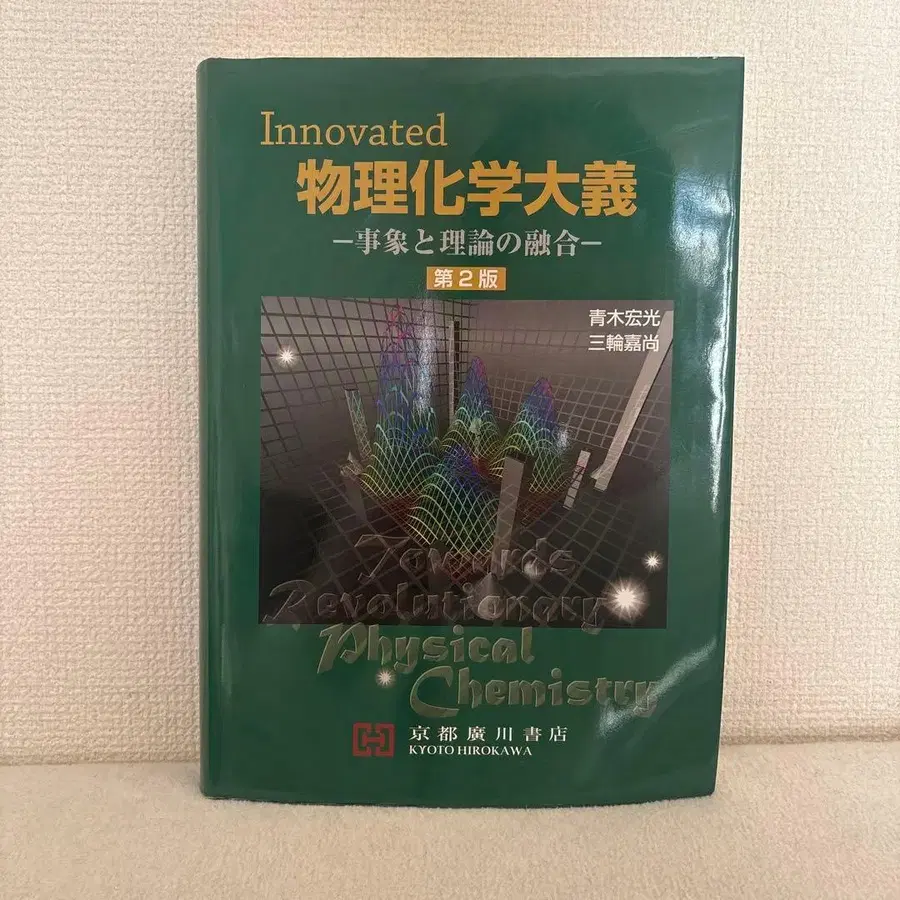 Innovated
物理化学大義
－事象と理論の融合－
第2版
青木宏光
三輪嘉尚
Towards
Revolutionary
Physical
Chemistry
京都廣川書店
KYOTO HIROKAWA